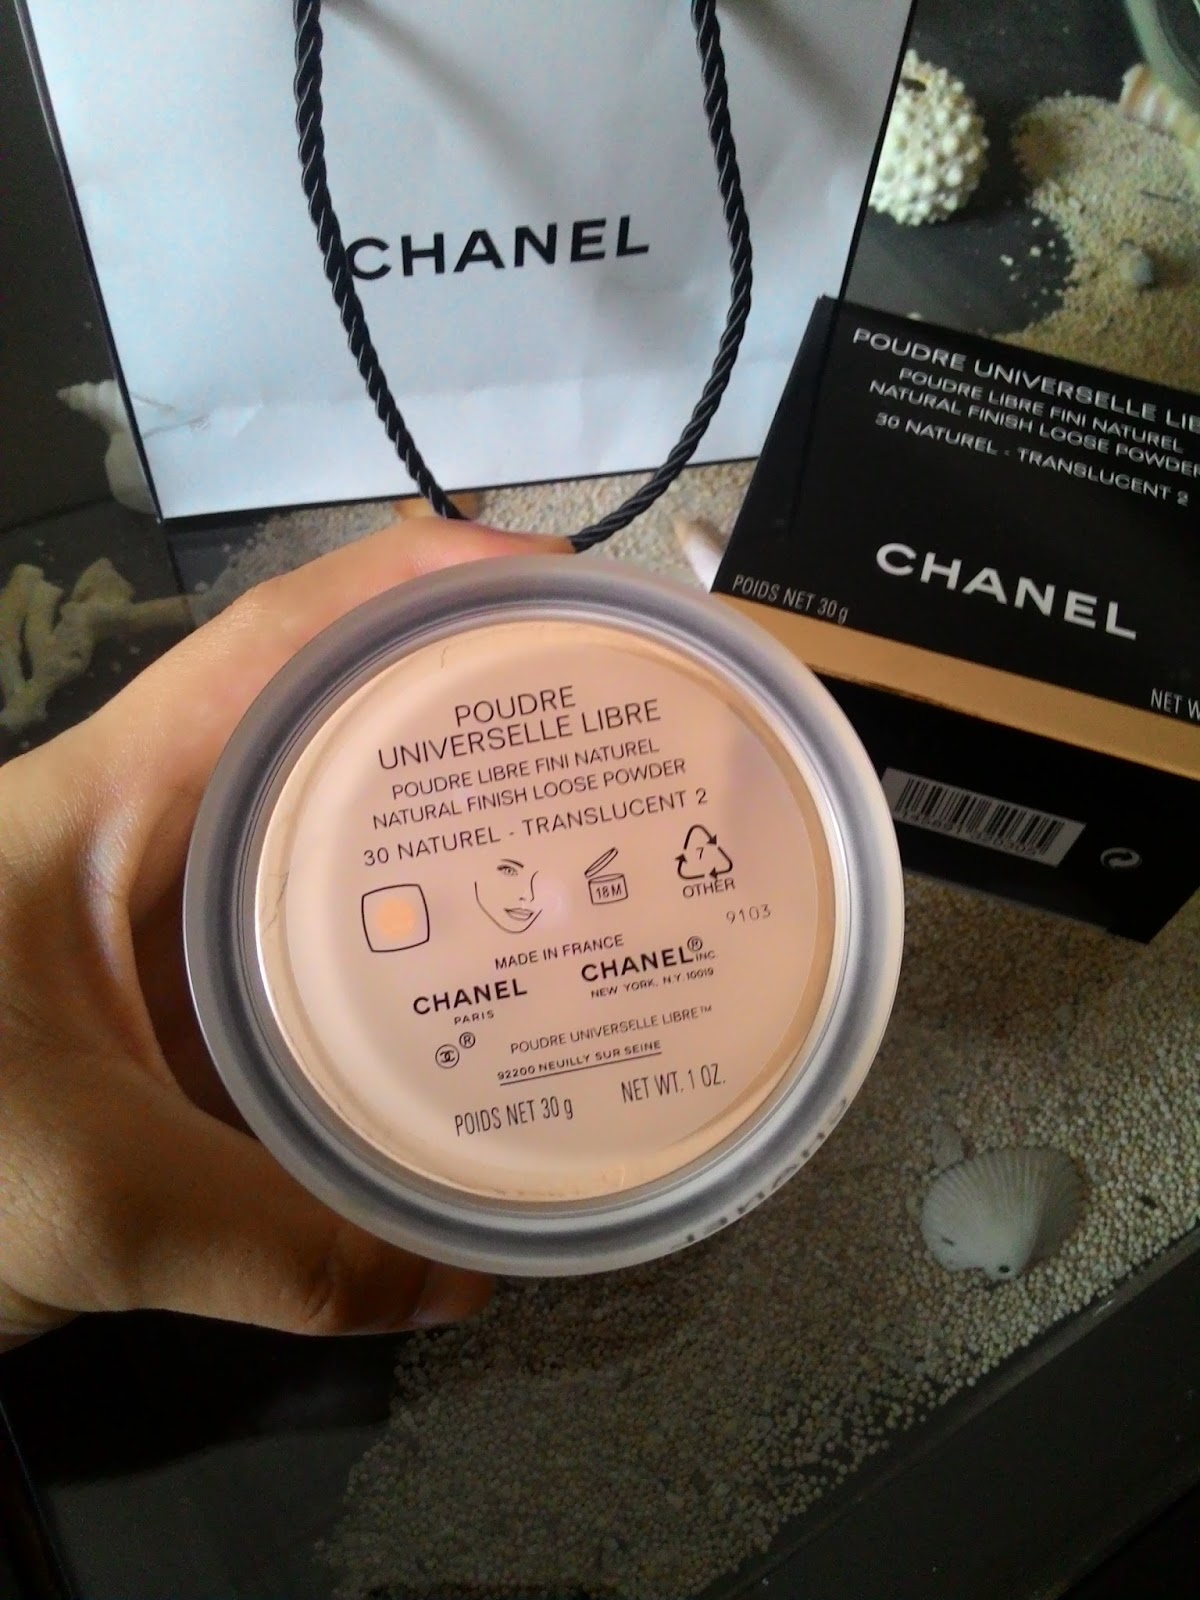 CHANEL
POUDRE UNIVERSELLE
POUDRE LIBRE FINI NATUREL
NATURAL FINISH LOOSE POWDER
30 NATUREL - TRANSLUCENT 2
CHANEL
POIDS NET 30 g
NET
POUDRE
UNIVERSELLE LIBRE
POUDRE LIBRE FINI NATUREL
NATURAL FINISH LOOSE POWDER
30 NATUREL - TRANSLUCENT 2
18M
7
OTHER
9103
MADE IN FRANCE
CHANEL
PARIS
CHANEL® INC.
NEW YORK, N.Y. 10019
®
POUDRE UNIVERSELLE LIBRE™
92200 NEUILLY SUR SEINE
POIDS NET 30 g NET WT. 1 OZ.